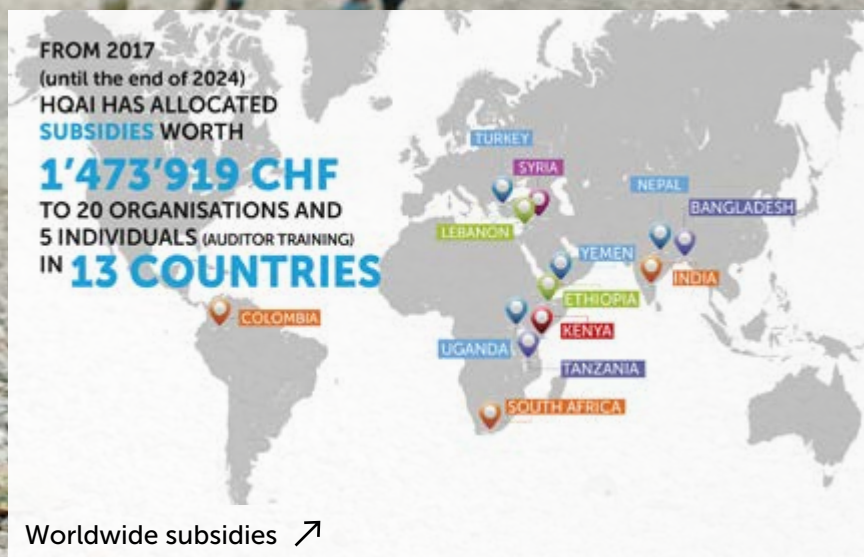 FROM 2017
(until the end of 2024)
HQAI HAS ALLOCATED
SUBSIDIES WORTH
1'473'919 CHF
TO 20 ORGANISATIONS AND
5 INDIVIDUALS (AUDITOR TRAINING)
IN 13 COUNTRIES
TURKEY
SYRIA
NEPAL
BANGLADESH
LEBANON
YEMEN
INDIA
ETHIOPIA
COLOMBIA
KENYA
UGANDA
TANZANIA
SOUTH AFRICA
Worldwide subsidies